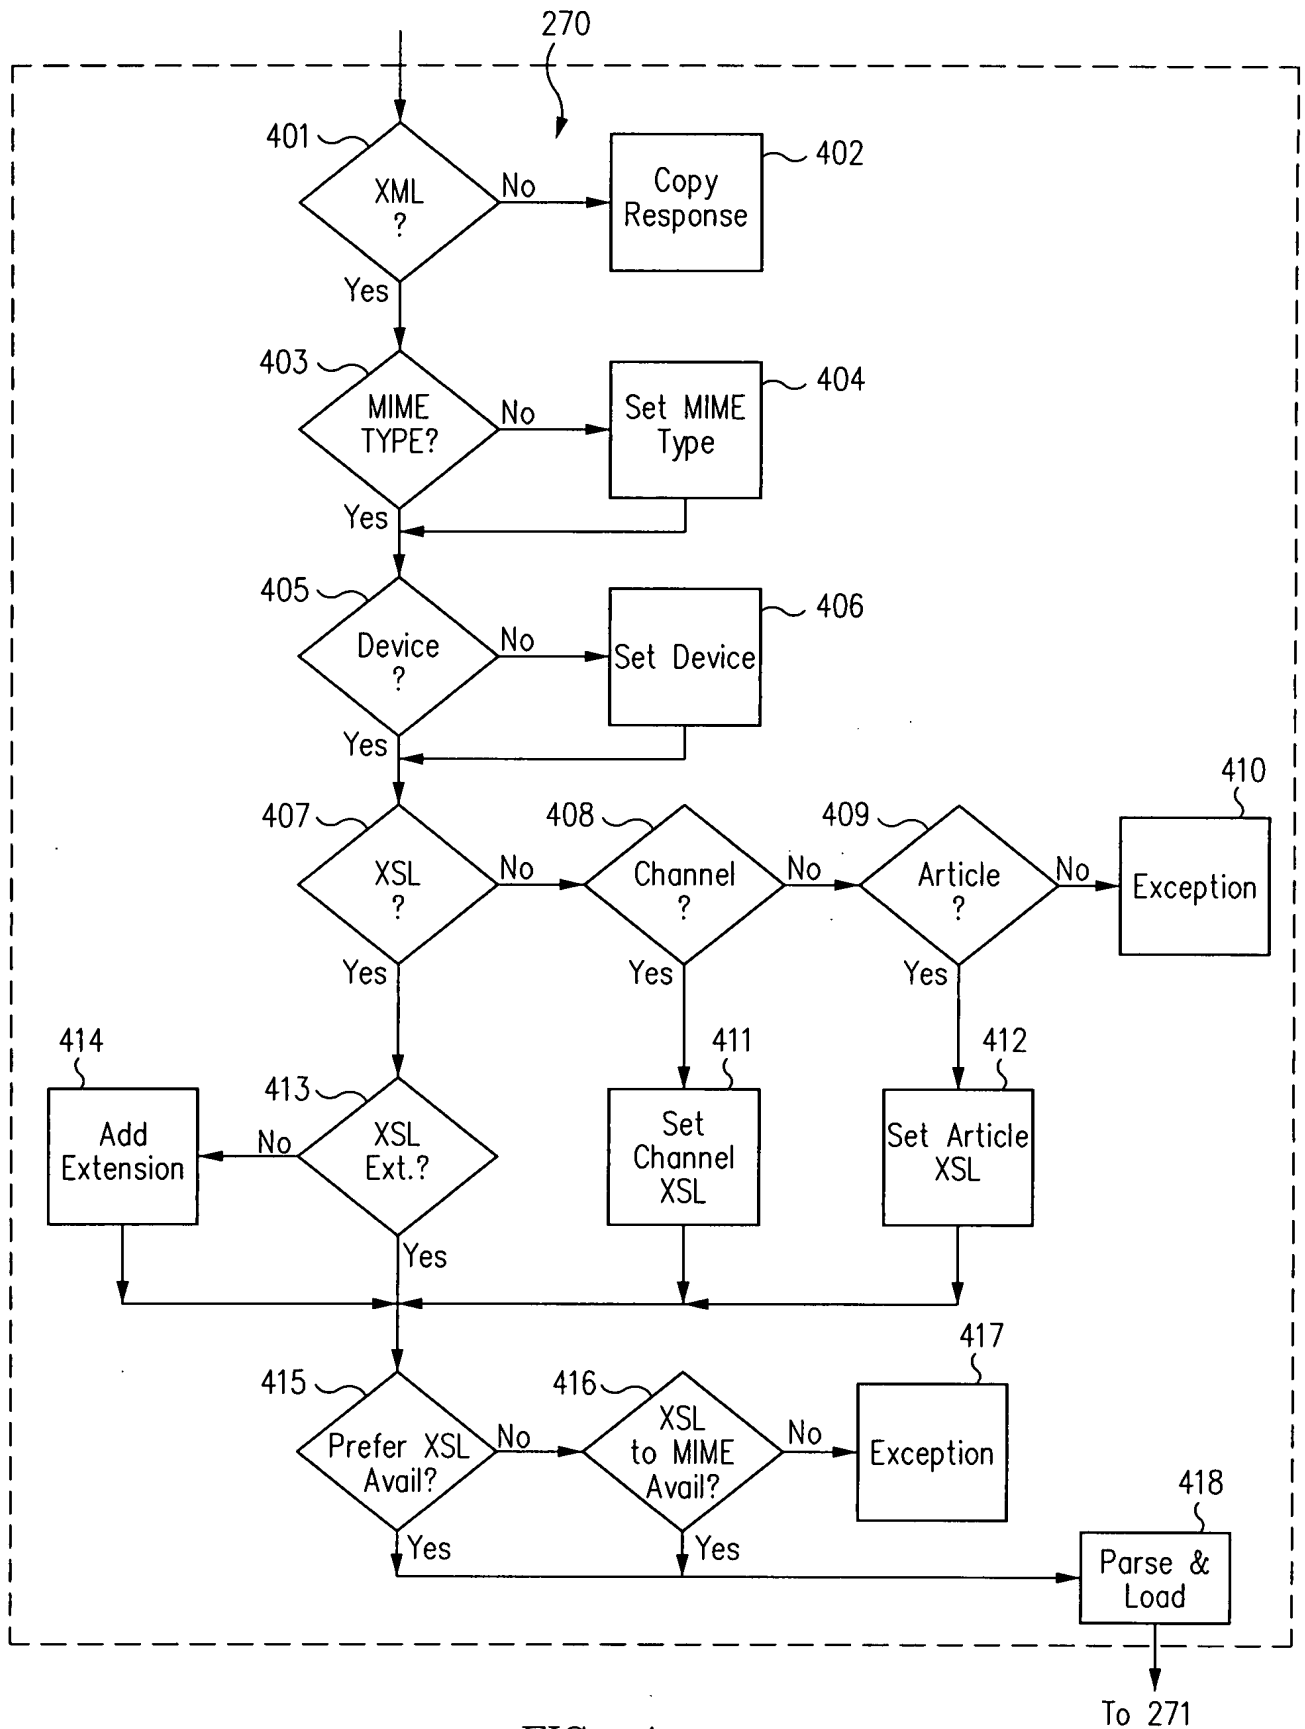 270
401
XML
?
No
Copy
Response
402
Yes
403
MIME
TYPE?
No
Set MIME
Type
404
Yes
405
Device
?
No
Set Device
406
Yes
407
XSL
?
No
408
Channel
?
No
409
Article
?
No
410
Exception
Yes
Yes
Yes
414
Add
Extension
No
413
XSL
Ext.?
411
Set
Channel
XSL
412
Set Article
XSL
Yes
415
Prefer XSL
Avail?
No
416
XSL
to MIME
Avail?
No
417
Exception
Yes
Yes
418
Parse &
Load
To 271